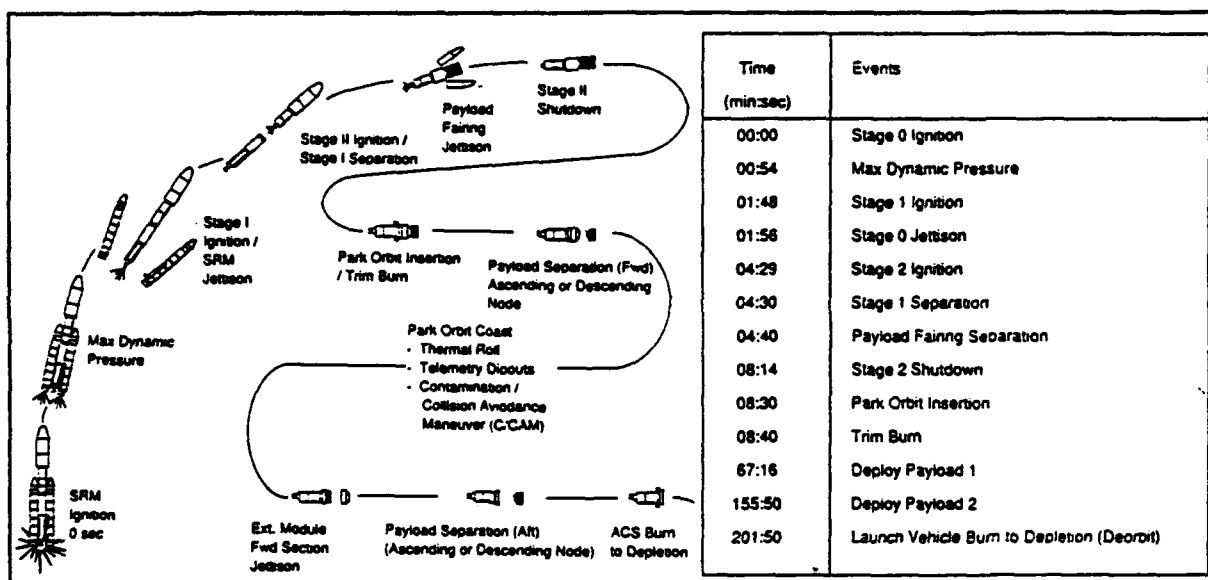 Payload
Fairing
Jettison
Stage II
Shutdown
Stage II Ignition /
Stage I Separation
Stage I
Ignition /
SRM
Jettison
Park Orbit Insertion
/ Trim Burn
Payload Separation (Fwd)
Ascending or Descending
Node
Max Dynamic
Pressure
Park Orbit Coast
- Thermal Roll
- Telemetry Dipouts
- Contamination /
Collision Aviodance
Maneuver (C/CAM)
SRM
Ignition
0 sec
Ext. Module
Fwd Section
Jettison
Payload Separation (Aft)
(Ascending or Descending Node)
ACS Burn
to Depletion
Time Events
(min:sec)
00:00 Stage 0 Ignition
00:54 Max Dynamic Pressure
01:48 Stage 1 Ignition
01:56 Stage 0 Jettison
04:29 Stage 2 Ignition
04:30 Stage 1 Separation
04:40 Payload Fairing Separation
08:14 Stage 2 Shutdown
08:30 Park Orbit Insertion
08:40 Trim Burn
67:16 Deploy Payload 1
155:50 Deploy Payload 2
201:50 Launch Vehicle Burn to Depletion (Deorbit)